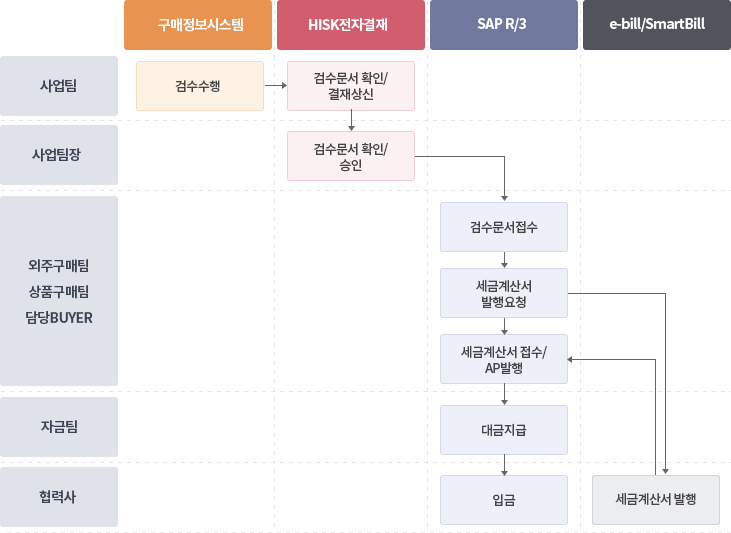 구매정보시스템
HISK전자결재
SAP R/3
e-bill/SmartBill
사업팀
검수수행
검수문서 확인/
결재상신
사업팀장
검수문서 확인/
승인
외주구매팀
상품구매팀
담당BUYER
검수문서접수
세금계산서
발행요청
세금계산서 접수/
AP발행
자금팀
대금지급
협력사
입금
세금계산서 발행